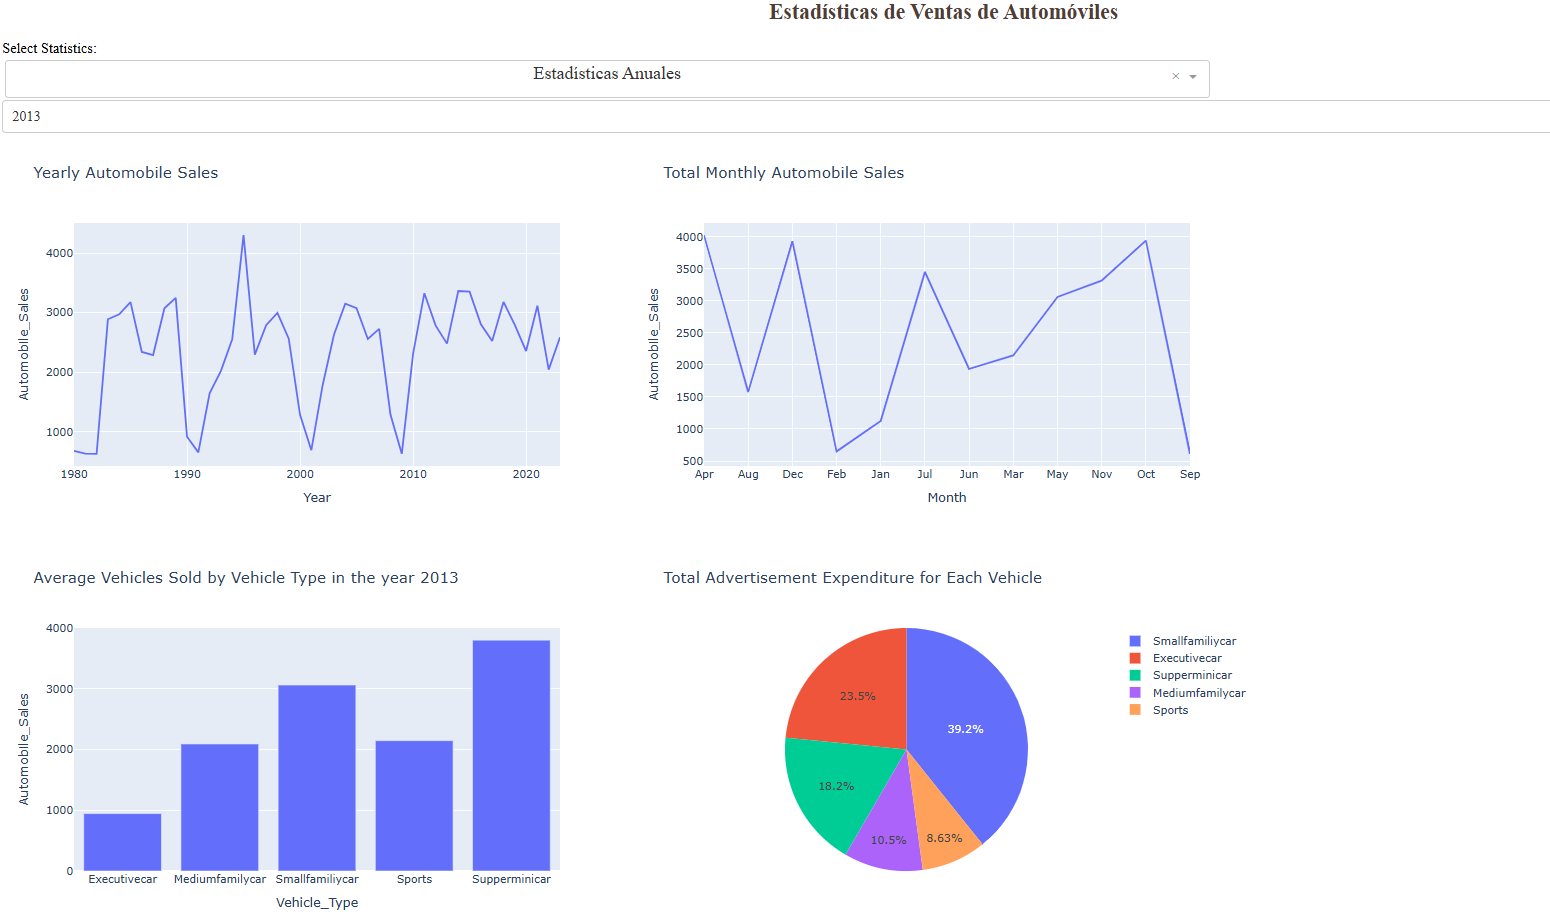 Estadísticas de Ventas de Automóviles
Select Statistics:
Estadísticas Anuales
×
2013
Yearly Automobile Sales
Automobile_Sales
4000
3000
2000
1000
1980 1990 2000 2010 2020
Year
Total Monthly Automobile Sales
Automobile_Sales
4000
3500
3000
2500
2000
1500
1000
500
Apr Aug Dec Feb Jan Jul Jun Mar May Nov Oct Sep
Month
Average Vehicles Sold by Vehicle Type in the year 2013
Automobile_Sales
4000
3000
2000
1000
0
Executivecar Mediumfamilycar Smallfamiliycar Sports Supperminicar
Vehicle_Type
Total Advertisement Expenditure for Each Vehicle
39.2%
23.5%
18.2%
10.5%
8.63%
Smallfamiliycar
Executivecar
Supperminicar
Mediumfamilycar
Sports